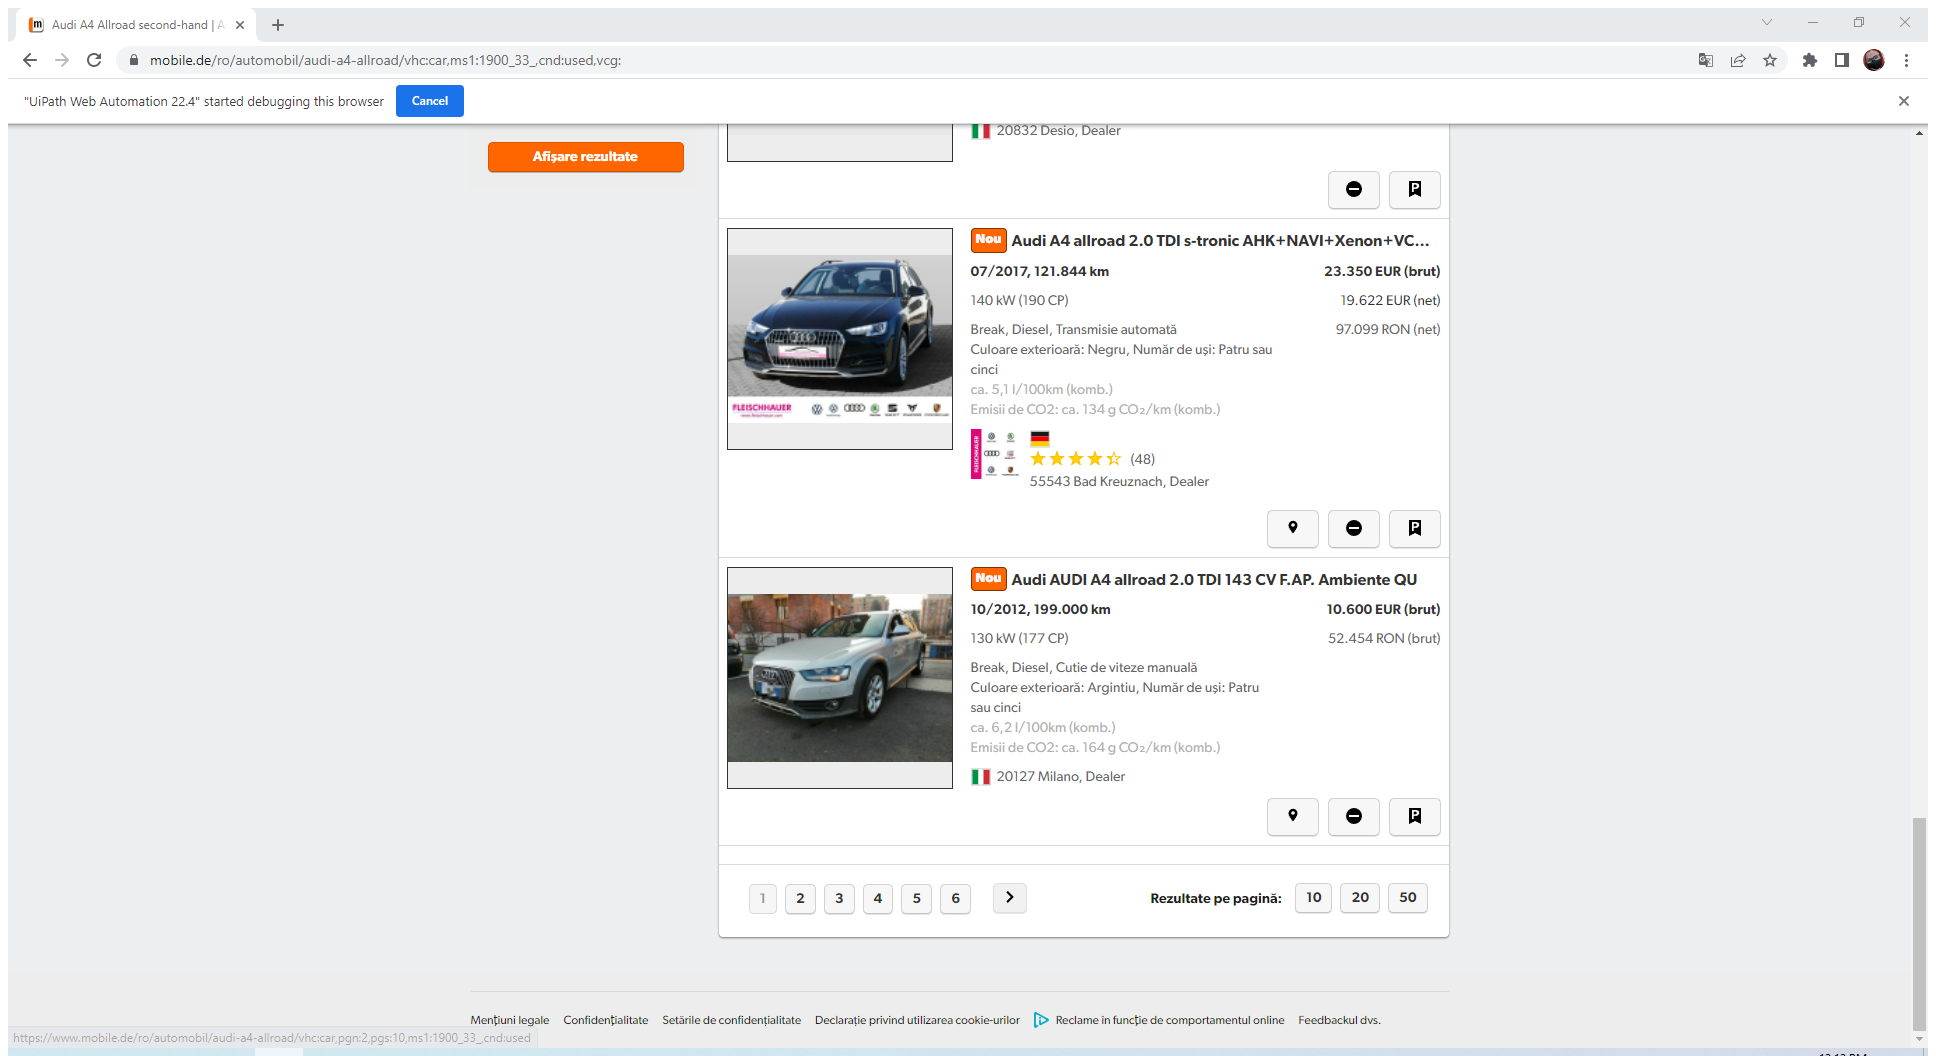 Audi A4 Allroad second-hand | A
mobile.de/ro/automobil/audi-a4-allroad/vhc:car,ms1:1900_33_,cnd:used,vcg:
"UiPath Web Automation 22.4" started debugging this browser
Cancel
20832 Desio, Dealer
Afișare rezultate
Nou Audi A4 allroad 2.0 TDI s-tronic AHK+NAVI+Xenon+VC...
07/2017, 121.844 km 23.350 EUR (brut)
140 kW (190 CP) 19.622 EUR (net)
Break, Diesel, Transmisie automată 97.099 RON (net)
Culoare exterioară: Negru, Număr de uși: Patru sau
cinci
ca. 5,1 l/100km (komb.)
Emisii de CO2: ca. 134 g CO₂/km (komb.)
FLEISCHHAUER
(48)
55543 Bad Kreuznach, Dealer
Nou Audi AUDI A4 allroad 2.0 TDI 143 CV F.AP. Ambiente QU
10/2012, 199.000 km 10.600 EUR (brut)
130 kW (177 CP) 52.454 RON (brut)
Break, Diesel, Cutie de viteze manuală
Culoare exterioară: Argintiu, Număr de uși: Patru
sau cinci
ca. 6,2 l/100km (komb.)
Emisii de CO2: ca. 164 g CO₂/km (komb.)
20127 Milano, Dealer
1 2 3 4 5 6 Rezultate pe pagină: 10 20 50
Mențiuni legale Confidențialitate Setările de confidențialitate Declarație privind utilizarea cookie-urilor Reclame în funcție de comportamentul online Feedbackul dvs.
https://www.mobile.de/ro/automobil/audi-a4-allroad/vhc:car,pgn:2,pgs:10,ms1:1900_33_,cnd:used